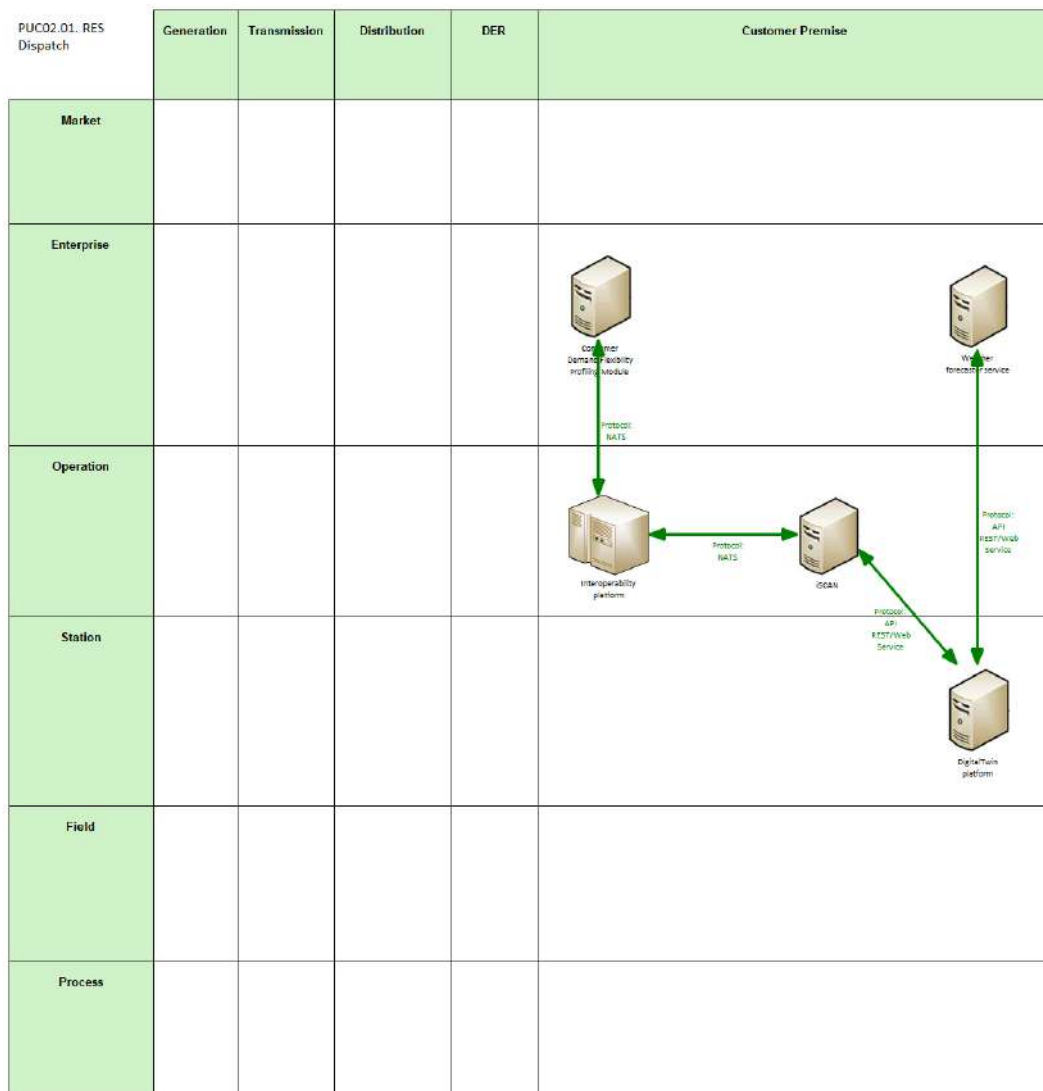 PUC02.01. RES
Dispatch
Generation
Transmission
Distribution
DER
Customer Premise
Market
Enterprise
Demand Flexibility
Profiling Module
forecaster service
Protocol:
NATS
Operation
Interoperability
platform
Protocol:
NATS
iSCAN
Protocol:
API
REST/Web
Service
Protocol:
API
REST/Web
Service
Station
DigitalTwin
platform
Field
Process